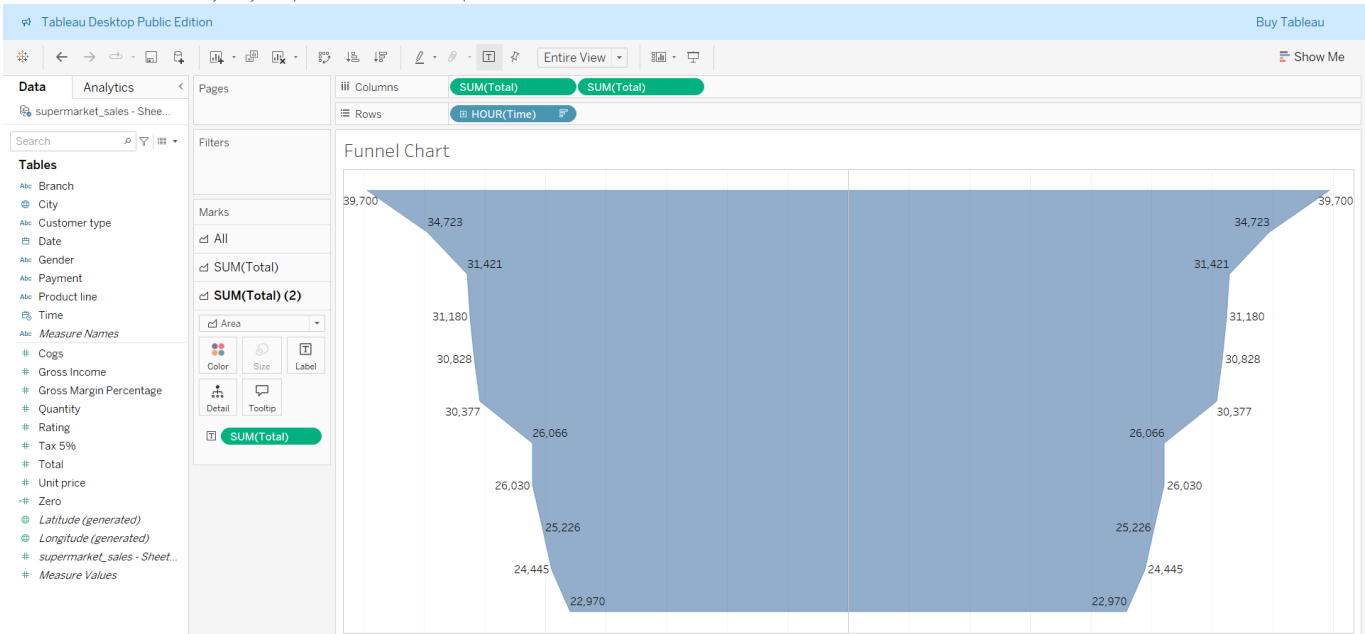 Tableau Desktop Public Edition
Buy Tableau
Entire View
Show Me
Data
Analytics
Pages
Columns
SUM(Total)
SUM(Total)
supermarket_sales - Shee...
Rows
HOUR(Time)
Search
Filters
Funnel Chart
Tables
Abc Branch
City
Abc Customer type
Date
Abc Gender
Abc Payment
Abc Product line
Time
Abc Measure Names
# Cogs
# Gross Income
# Gross Margin Percentage
# Quantity
# Rating
# Tax 5%
# Total
# Unit price
=# Zero
Latitude (generated)
Longitude (generated)
# supermarket_sales - Sheet...
# Measure Values
Marks
All
SUM(Total)
SUM(Total) (2)
Area
Color
Size
Label
Detail
Tooltip
SUM(Total)
39,700
39,700
34,723
34,723
31,421
31,421
31,180
31,180
30,828
30,828
30,377
30,377
26,066
26,066
26,030
26,030
25,226
25,226
24,445
24,445
22,970
22,970